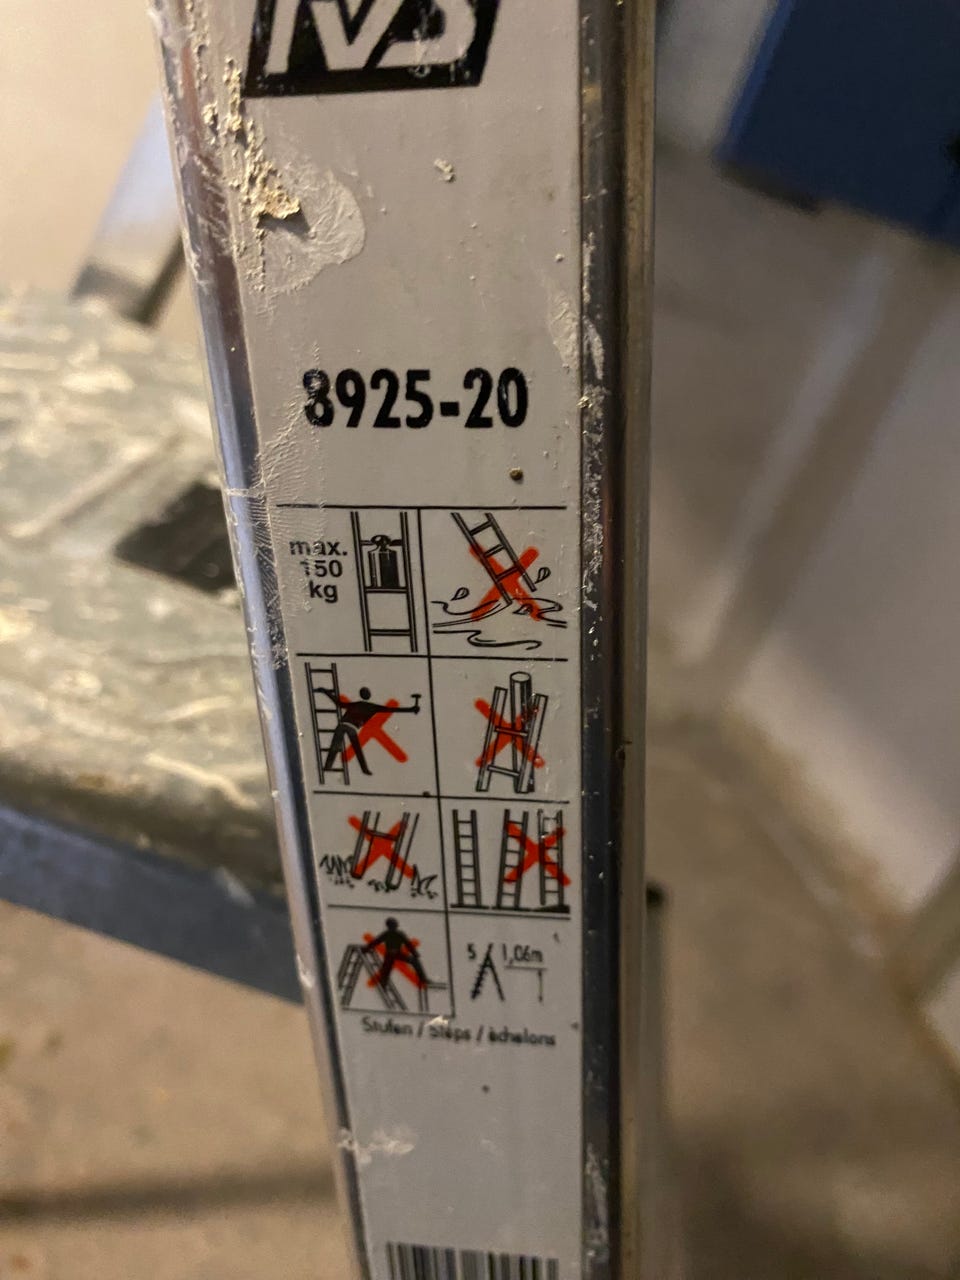 8925-20
max.
150
kg
5
1,06m
Stufen / Steps / échelons